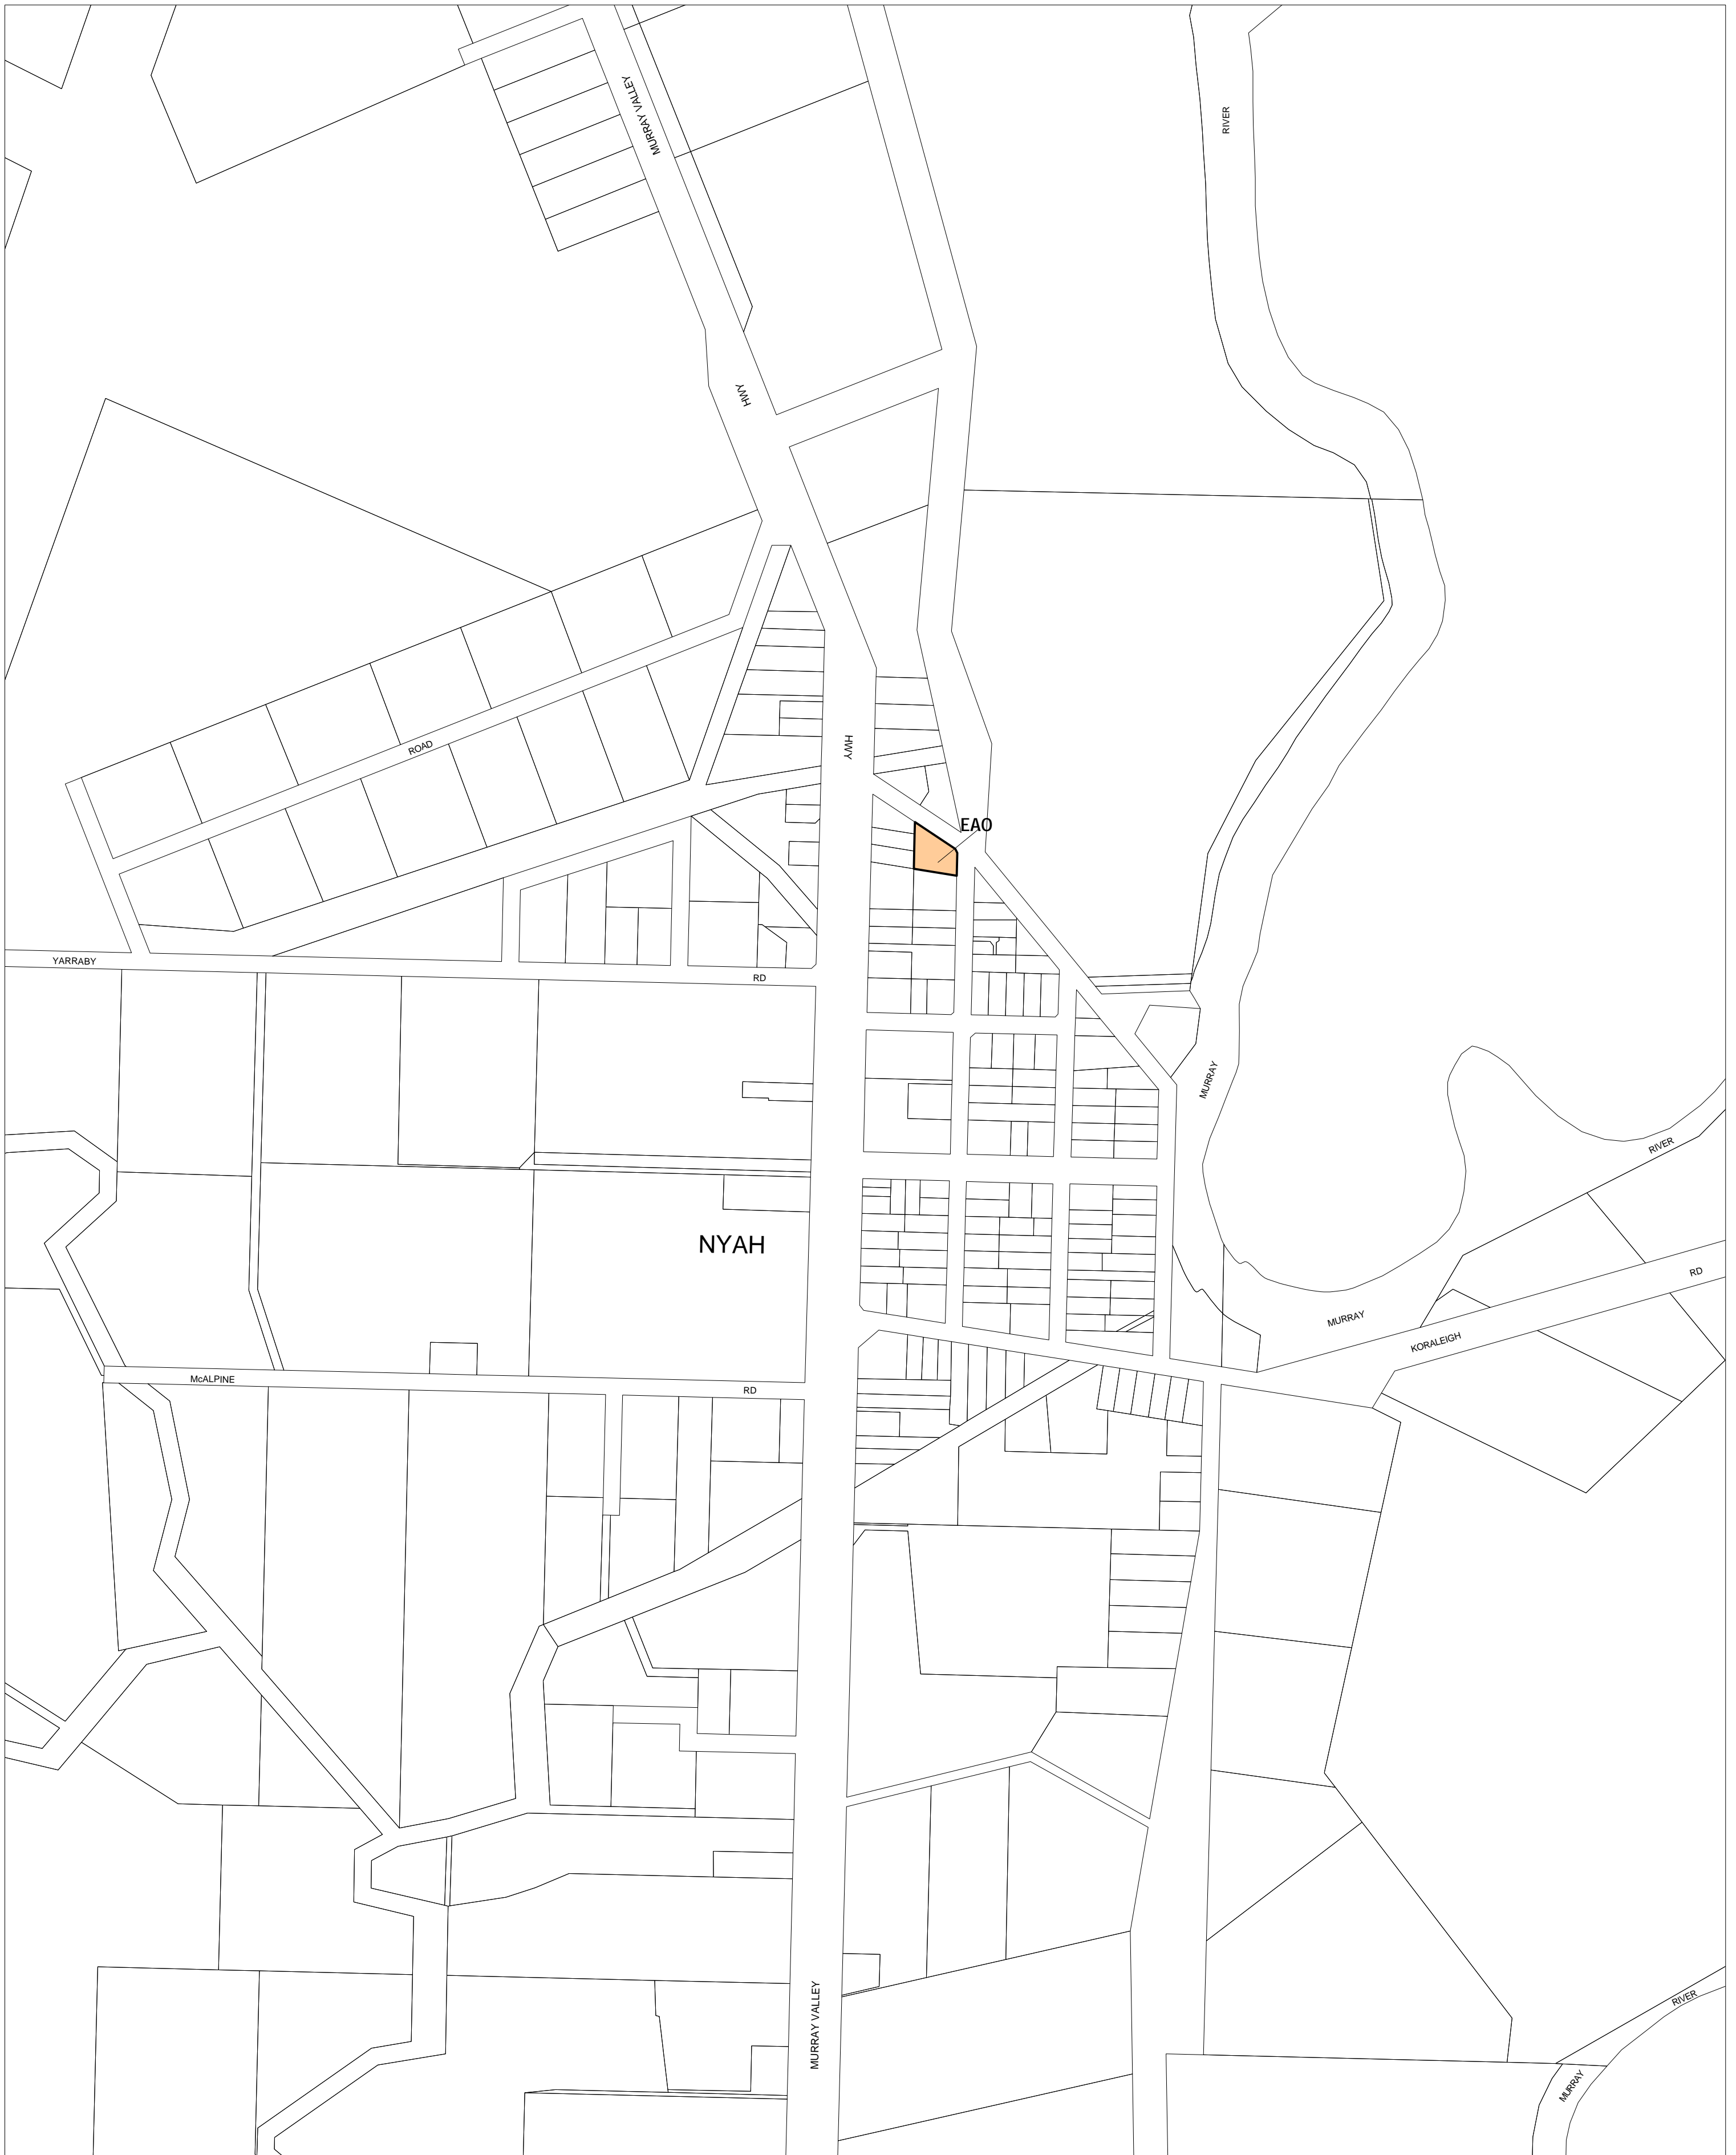 MURRAY VALLEY
RIVER
HWY
HWY
ROAD
EAO
YARRABY
RD
MURRAY
RIVER
NYAH
RD
MURRAY
KORALEIGH
McALPINE
RD
MURRAY VALLEY
RIVER
MURRAY